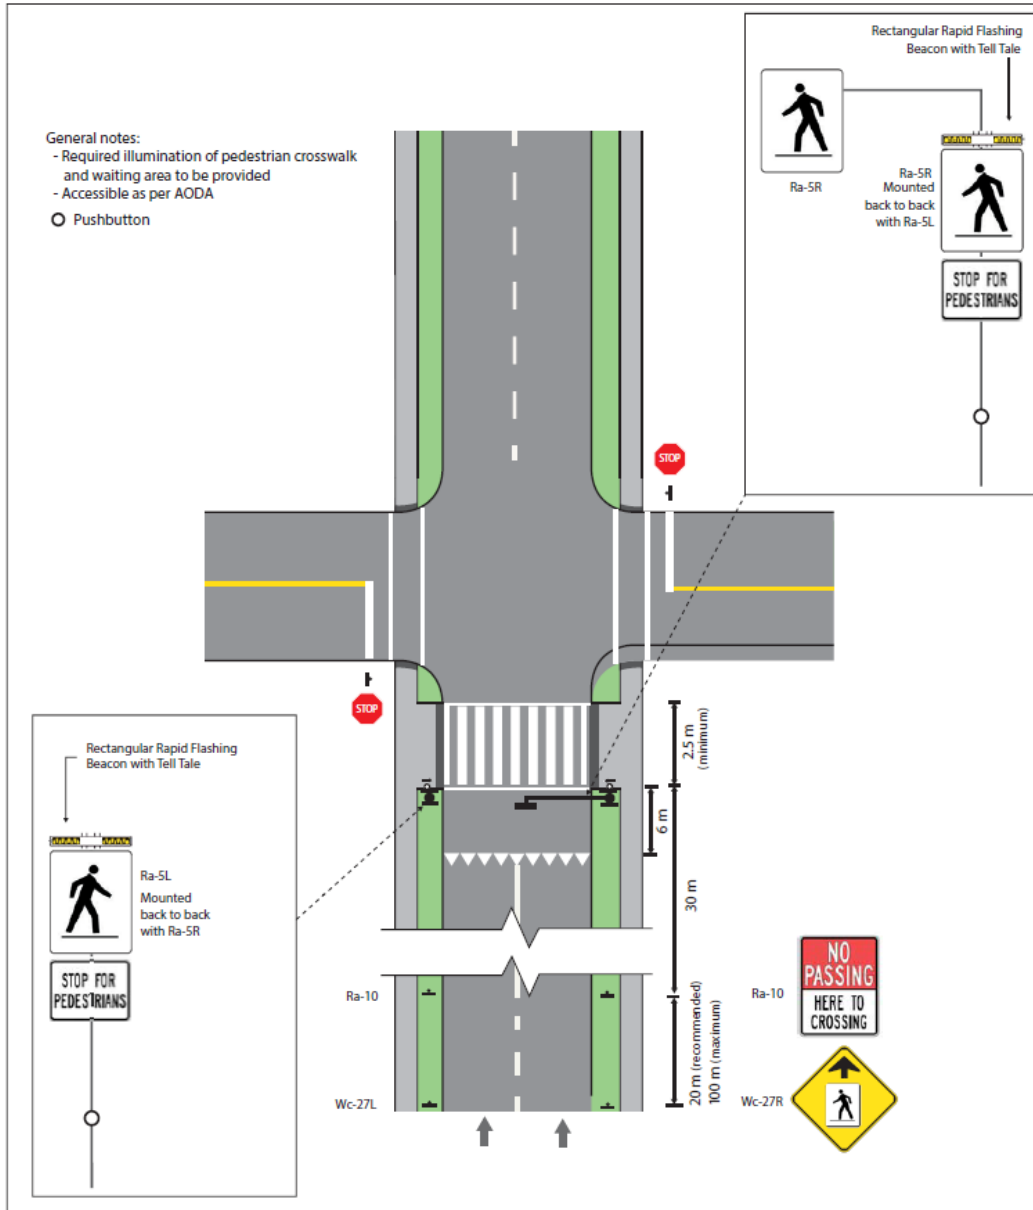 Rectangular Rapid Flashing
Beacon with Tell Tale
Ra-5R
Ra-5R
Mounted
back to back
with Ra-5L
STOP FOR
PEDESTRIANS
General notes:
- Required illumination of pedestrian crosswalk
and waiting area to be provided
- Accessible as per AODA
Pushbutton
STOP
STOP
2.5 m
(minimum)
6 m
30 m
Rectangular Rapid Flashing
Beacon with Tell Tale
Ra-5L
Mounted
back to back
with Ra-5R
STOP FOR
PEDESTRIANS
Ra-10
Wc-27L
20 m (recommended)
100 m (maximum)
Ra-10
NO
PASSING
HERE TO
CROSSING
Wc-27R